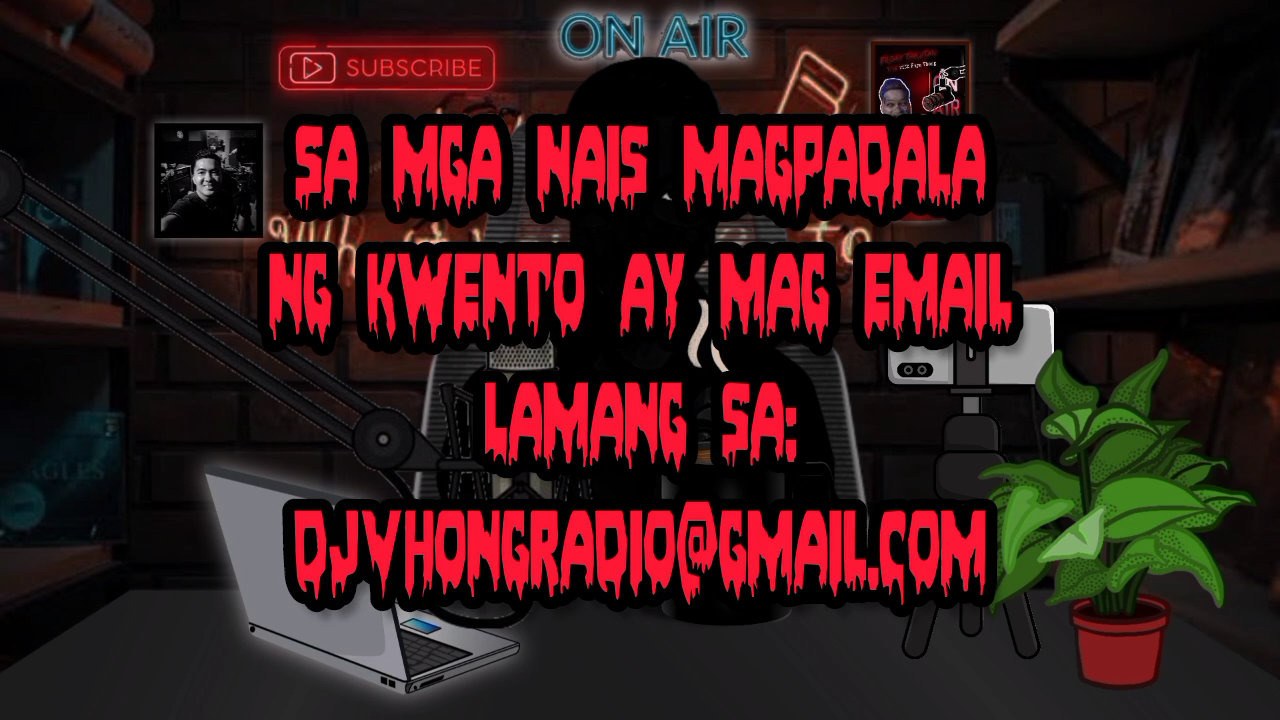 ON AIR
SUBSCRIBE
SA MGA NAIS MAGPADALA
NG KWENTO AY MAG EMAIL
LAMANG SA:
DJVHONGRADIO@GMAIL.COM